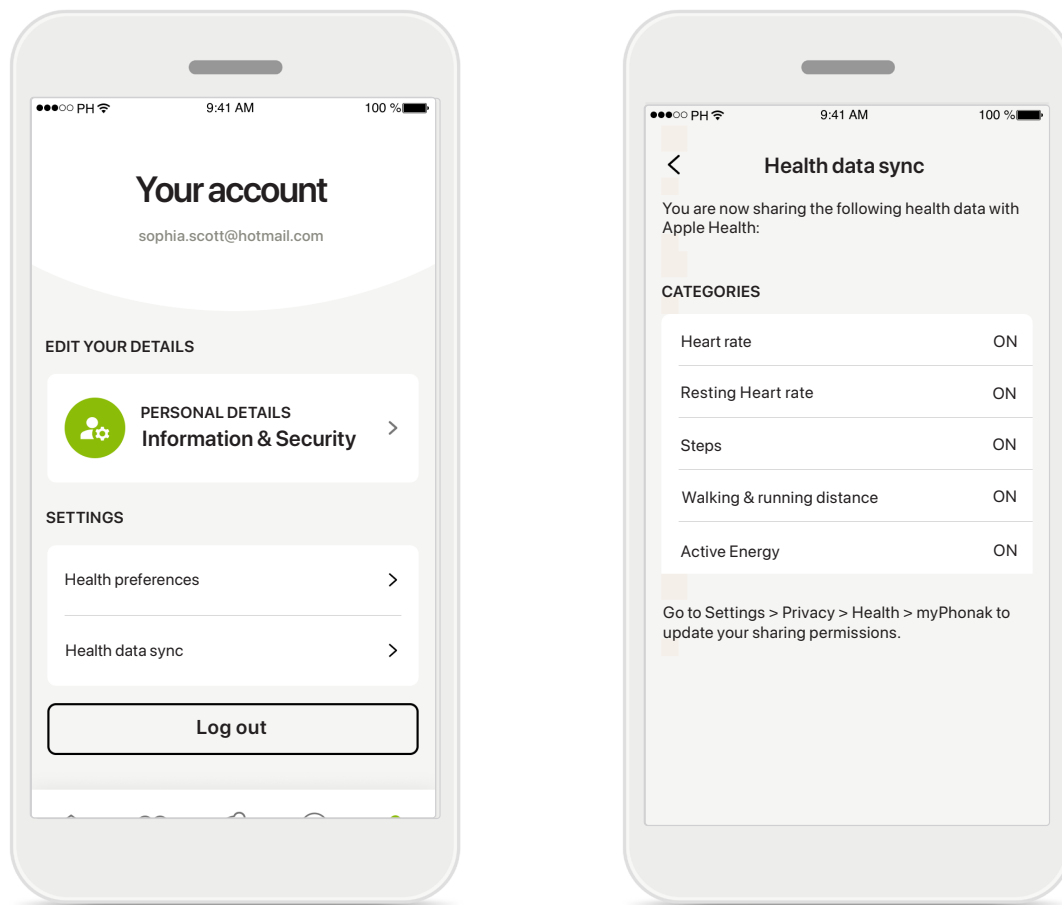 PH 9:41 AM 100 %
Your account
sophia.scott@hotmail.com
EDIT YOUR DETAILS
PERSONAL DETAILS
Information & Security
SETTINGS
Health preferences
Health data sync
Log out
PH 9:41 AM 100 %
Health data sync
You are now sharing the following health data with
Apple Health:
CATEGORIES
Heart rate ON
Resting Heart rate ON
Steps ON
Walking & running distance ON
Active Energy ON
Go to Settings > Privacy > Health > myPhonak to
update your sharing permissions.